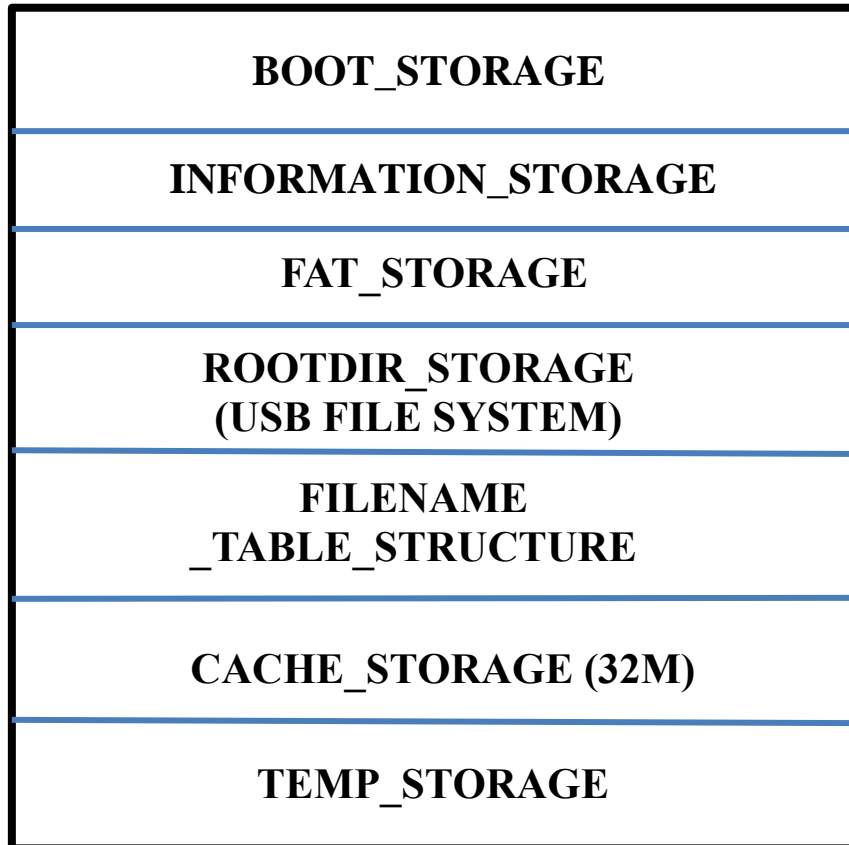 BOOT_STORAGE
INFORMATION_STORAGE
FAT_STORAGE
ROOTDIR_STORAGE
(USB FILE SYSTEM)
FILENAME
_TABLE_STRUCTURE
CACHE_STORAGE (32M)
TEMP_STORAGE